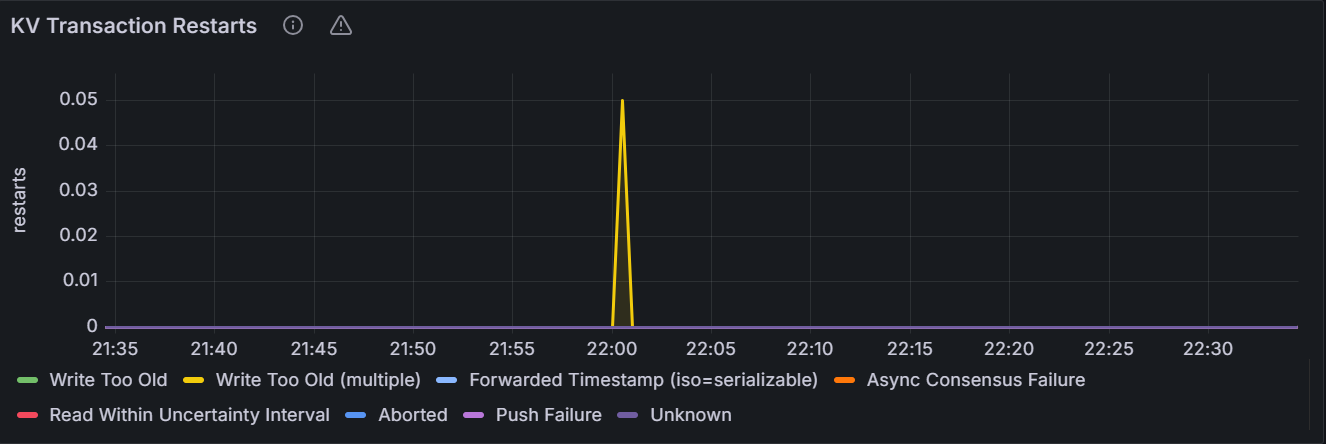 KV Transaction Restarts
restarts
0.05
0.04
0.03
0.02
0.01
0
21:35 21:40 21:45 21:50 21:55 22:00 22:05 22:10 22:15 22:20 22:25 22:30
Write Too Old Write Too Old (multiple) Forwarded Timestamp (iso=serializable) Async Consensus Failure
Read Within Uncertainty Interval Aborted Push Failure Unknown